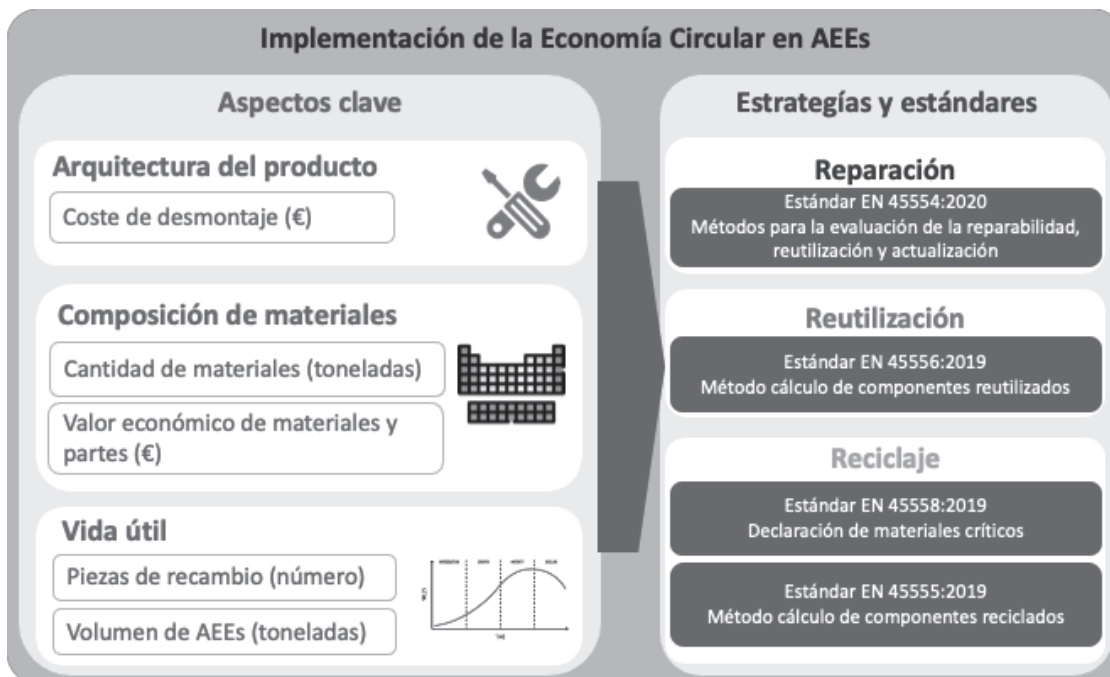 Implementación de la Economía Circular en AEEs
Aspectos clave
Arquitectura del producto
Coste de desmontaje (€)
Composición de materiales
Cantidad de materiales (toneladas)
Valor económico de materiales y
partes (€)
Vida útil
Piezas de recambio (número)
Volumen de AEEs (toneladas)
Estrategías y estándares
Reparación
Estándar EN 45554:2020
Métodos para la evaluación de la reparabilidad,
reutilización y actualización
Reutilización
Estándar EN 45556:2019
Método cálculo de componentes reutilizados
Reciclaje
Estándar EN 45558:2019
Declaración de materiales críticos
Estándar EN 45555:2019
Método cálculo de componentes reciclados